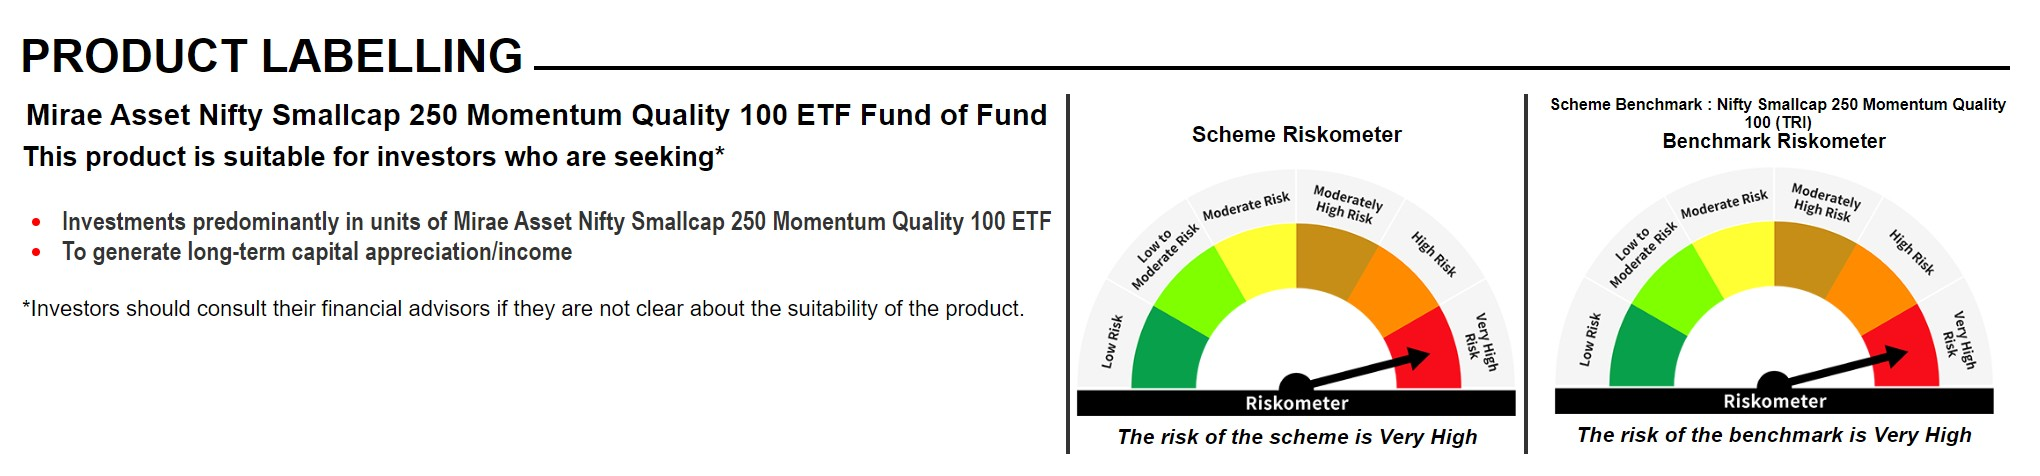 PRODUCT LABELLING
Mirae Asset Nifty Smallcap 250 Momentum Quality 100 ETF Fund of Fund
This product is suitable for investors who are seeking*
• Investments predominantly in units of Mirae Asset Nifty Smallcap 250 Momentum Quality 100 ETF
• To generate long-term capital appreciation/income
*Investors should consult their financial advisors if they are not clear about the suitability of the product.
Scheme Riskometer
Low Risk
Low to
Moderate Risk
Moderate Risk
Moderately
High Risk
High Risk
Very High
Risk
Riskometer
The risk of the scheme is Very High
Scheme Benchmark : Nifty Smallcap 250 Momentum Quality
100 (TRI)
Benchmark Riskometer
Low Risk
Low to
Moderate Risk
Moderate Risk
Moderately
High Risk
High Risk
Very High
Risk
Riskometer
The risk of the benchmark is Very High